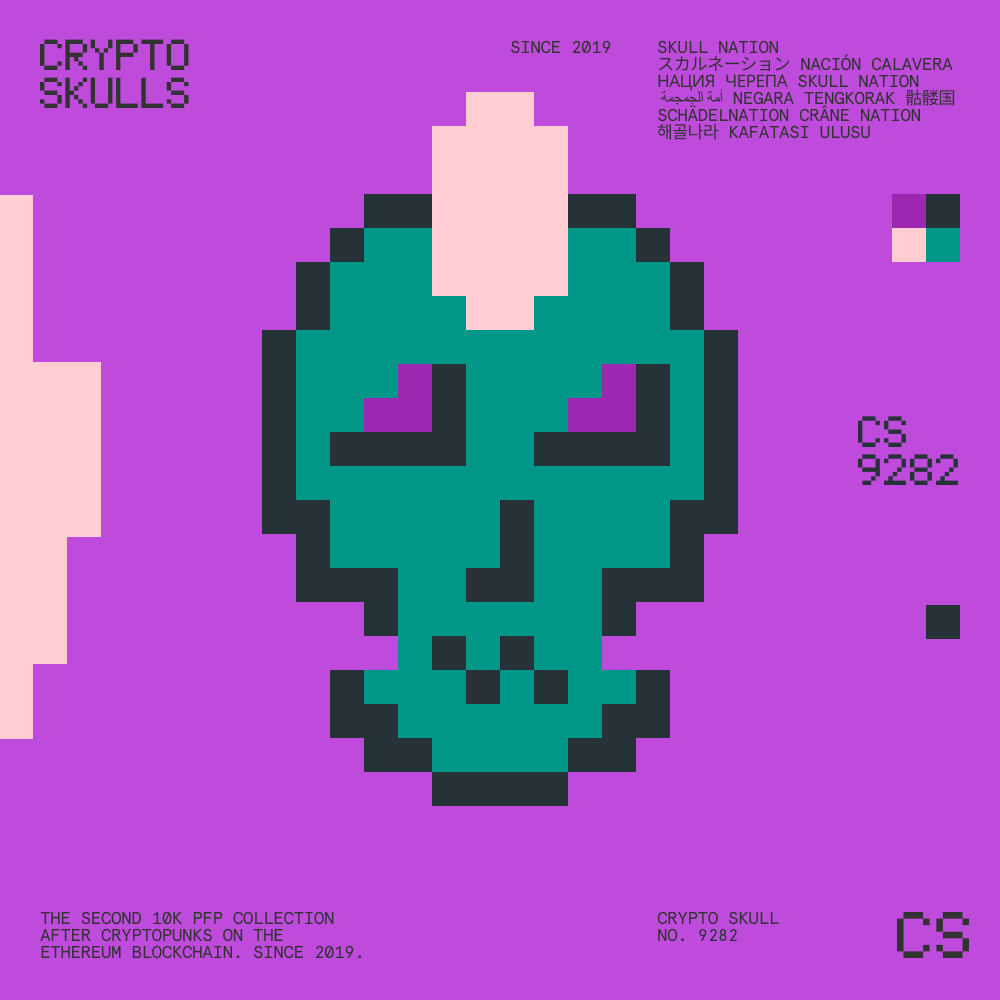 CRYPTO
SKULLS
SINCE 2019
SKULL NATION
スカルネーション NACIÓN CALAVERA
НАЦИЯ ЧЕРЕПА SKULL NATION
أمة الجمجمة NEGARA TENGKORAK 骷髅国
SCHÄDELNATION CRÂNE NATION
해골나라 KAFATASI ULUSU
CS
9282
THE SECOND 10K PFP COLLECTION
AFTER CRYPTOPUNKS ON THE
ETHEREUM BLOCKCHAIN. SINCE 2019.
CRYPTO SKULL
NO. 9282
CS